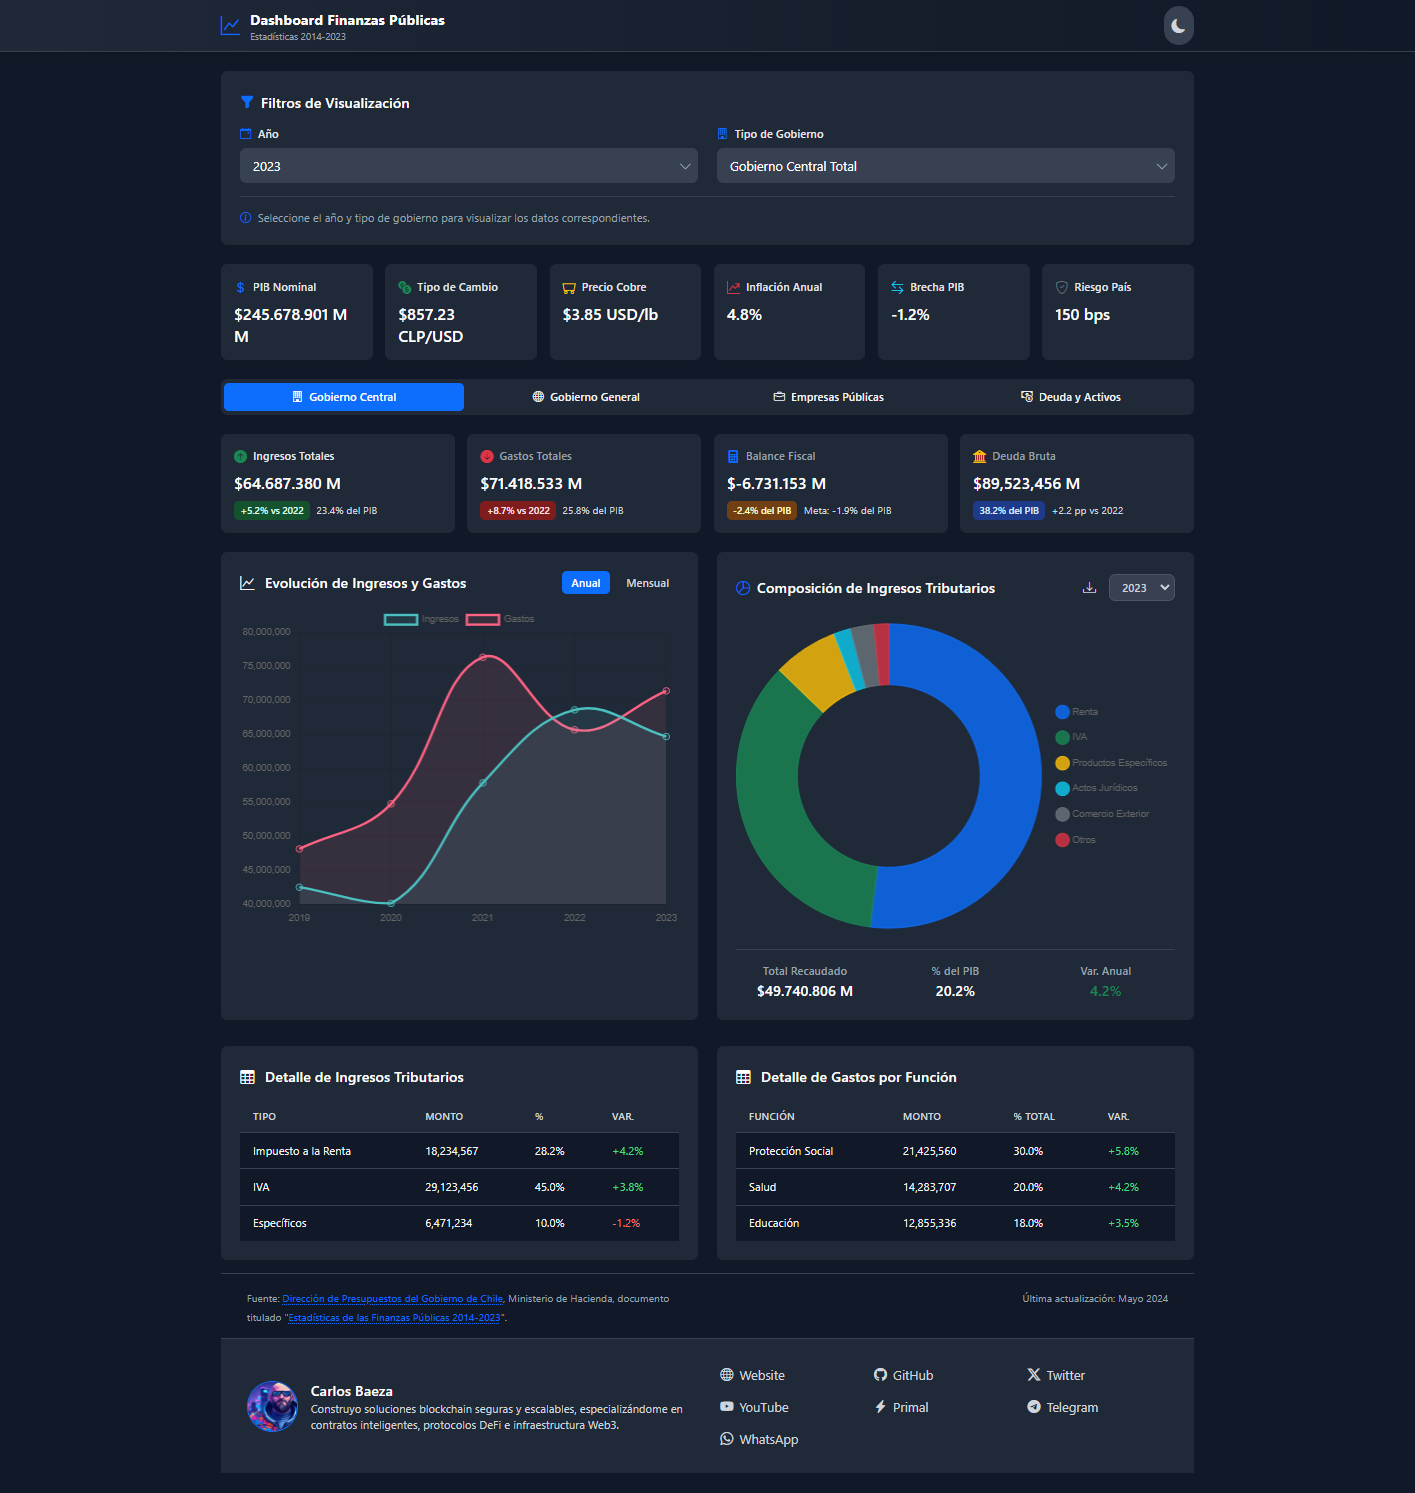 Dashboard Finanzas Públicas
Estadísticas 2014-2023
Filtros de Visualización
Año
Tipo de Gobierno
2023
Gobierno Central Total
Seleccione el año y tipo de gobierno para visualizar los datos correspondientes.
PIB Nominal
$245.678.901 M
M
Tipo de Cambio
$857.23
CLP/USD
Precio Cobre
$3.85 USD/lb
Inflación Anual
4.8%
Brecha PIB
-1.2%
Riesgo País
150 bps
Gobierno Central
Gobierno General
Empresas Públicas
Deuda y Activos
Ingresos Totales
$64.687.380 M
+5.2% vs 2022 23.4% del PIB
Gastos Totales
$71.418.533 M
+8.7% vs 2022 25.8% del PIB
Balance Fiscal
$-6.731.153 M
-2.4% del PIB Meta: -1.9% del PIB
Deuda Bruta
$89,523,456 M
38.2% del PIB +2.2 pp vs 2022
Evolución de Ingresos y Gastos
Anual Mensual
Ingresos Gastos
80,000,000
75,000,000
70,000,000
65,000,000
60,000,000
55,000,000
50,000,000
45,000,000
40,000,000
2019 2020 2021 2022 2023
Composición de Ingresos Tributarios
2023
Renta
IVA
Productos Específicos
Actos Jurídicos
Comercio Exterior
Otros
Total Recaudado % del PIB Var. Anual
$49.740.806 M 20.2% 4.2%
Detalle de Ingresos Tributarios
TIPO MONTO % VAR.
Impuesto a la Renta 18,234,567 28.2% +4.2%
IVA 29,123,456 45.0% +3.8%
Específicos 6,471,234 10.0% -1.2%
Detalle de Gastos por Función
FUNCIÓN MONTO % TOTAL VAR.
Protección Social 21,425,560 30.0% +5.8%
Salud 14,283,707 20.0% +4.2%
Educación 12,855,336 18.0% +3.5%
Fuente: Dirección de Presupuestos del Gobierno de Chile, Ministerio de Hacienda, documento
titulado "Estadísticas de las Finanzas Públicas 2014-2023".
Última actualización: Mayo 2024
Carlos Baeza
Construyo soluciones blockchain seguras y escalables, especializándome en
contratos inteligentes, protocolos DeFi e infraestructura Web3.
Website GitHub Twitter
YouTube Primal Telegram
WhatsApp